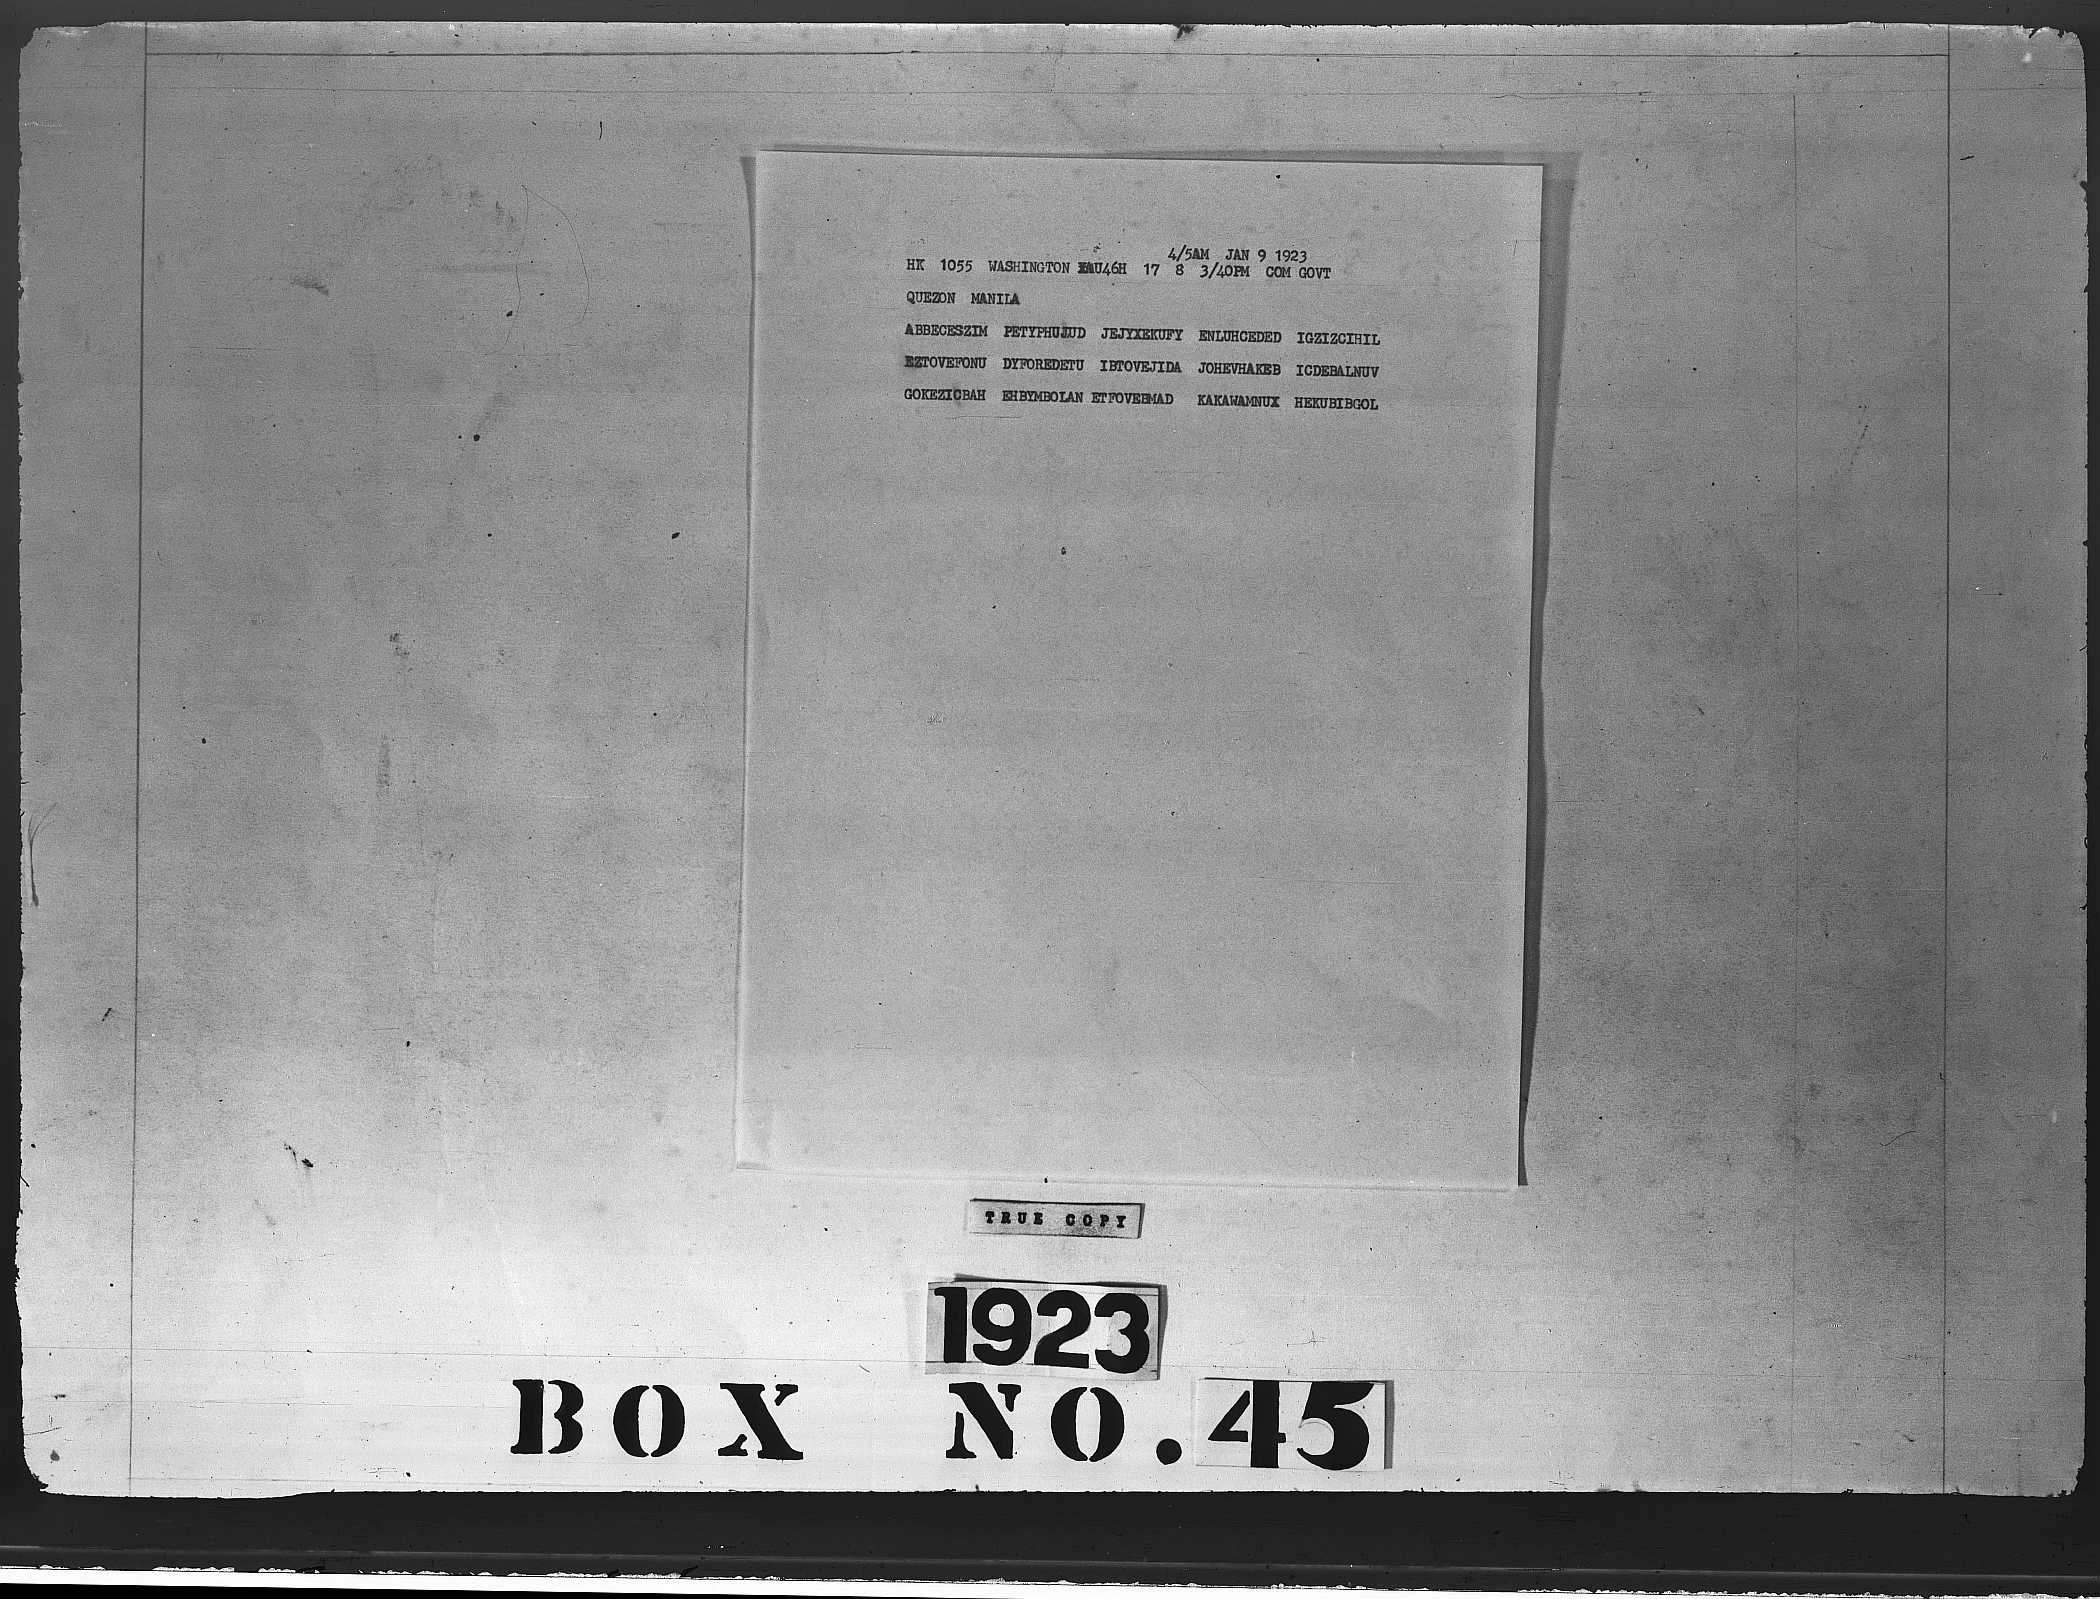 4/5AM JAN 9 1923
HK 1055 WASHINGTON XAU46H 17 8 3/40PM COM GOVT
QUEZON MANILA
ABBECESZIM PETYPHUJUD JEJYXEKUFY ENLUHCEDED IGZIZCIHIL
EZTOVEFONU DYFOREDETU IBTOVEJIDA JOHEVHAKEB ICDEBALNUV
GOKEZICBAH EHBYMBOLAN ETFOVEBMAD KAKAWAMNUX HEKUBIBGOL
TRUE COPY
1923
BOX NO. 45